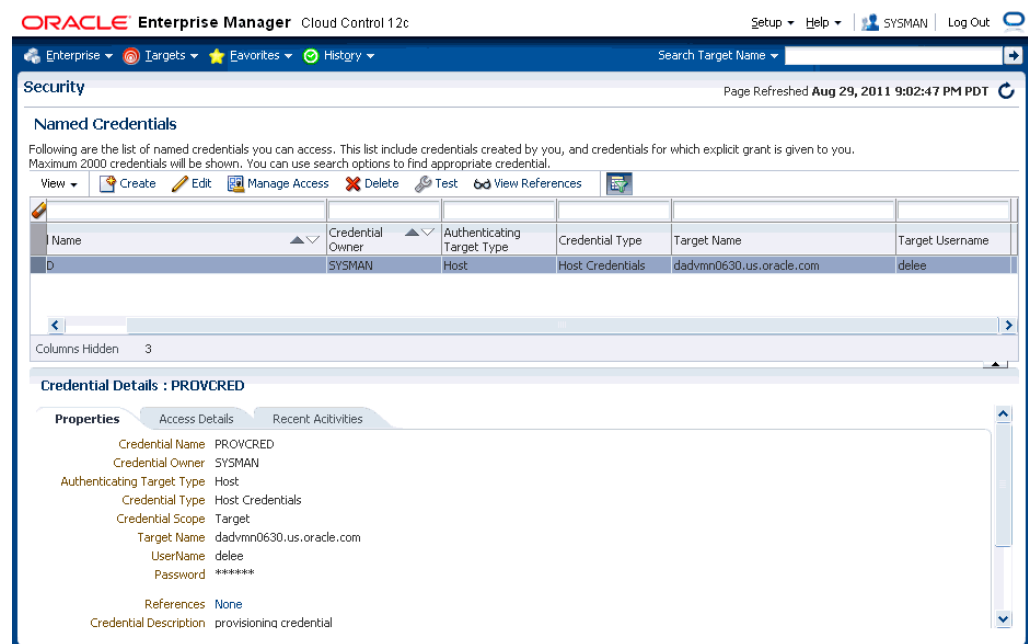 ORACLE Enterprise Manager Cloud Control 12c
Setup Help SYSMAN Log Out
Enterprise Targets Favorites History Search Target Name
Security
Page Refreshed Aug 29, 2011 9:02:47 PM PDT
Named Credentials
Following are the list of named credentials you can access. This list include credentials created by you, and credentials for which explicit grant is given to you.
Maximum 2000 credentials will be shown. You can use search options to find appropriate credential.
View Create Edit Manage Access Delete Test View References
l Name Credential Owner Authenticating Target Type Credential Type Target Name Target Username
D SYSMAN Host Host Credentials dadvmn0630.us.oracle.com delee
Columns Hidden 3
Credential Details : PROVCRED
Properties Access Details Recent Acitivities
Credential Name PROVCRED
Credential Owner SYSMAN
Authenticating Target Type Host
Credential Type Host Credentials
Credential Scope Target
Target Name dadvmn0630.us.oracle.com
UserName delee
Password ******
References None
Credential Description provisioning credential